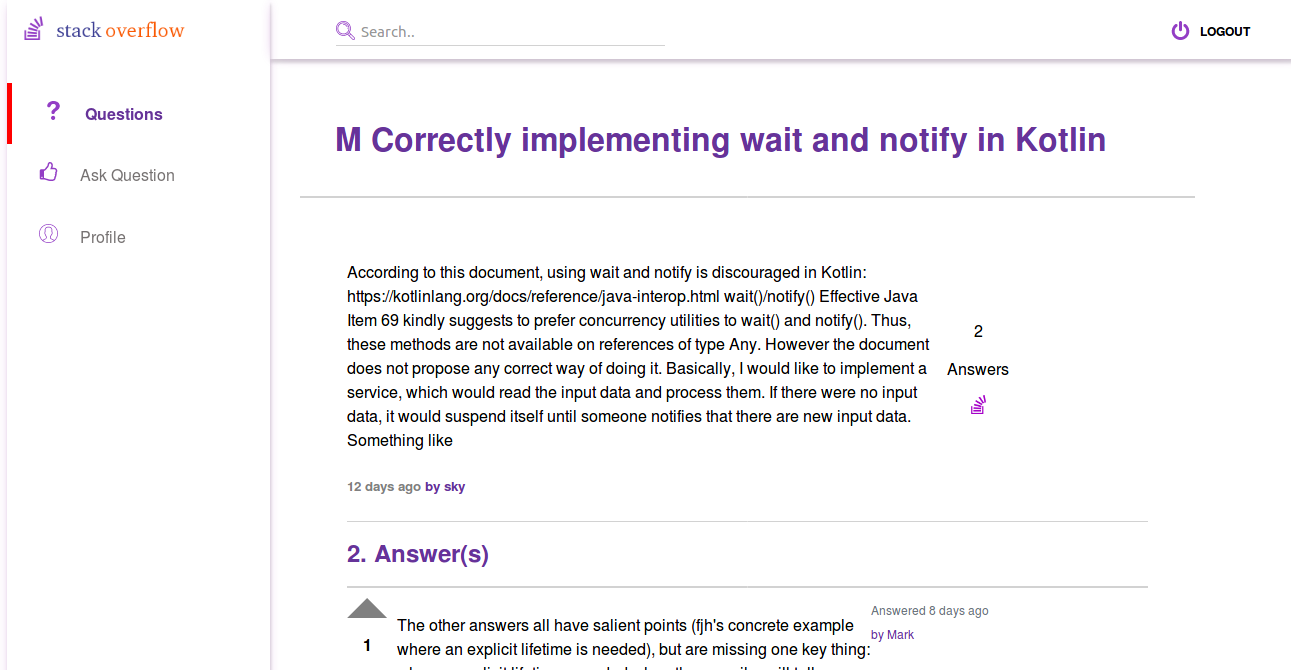 stack overflow
Search..
LOGOUT
Questions
Ask Question
Profile
M Correctly implementing wait and notify in Kotlin
According to this document, using wait and notify is discouraged in Kotlin:
https://kotlinlang.org/docs/reference/java-interop.html wait()/notify() Effective Java
Item 69 kindly suggests to prefer concurrency utilities to wait() and notify(). Thus,
these methods are not available on references of type Any. However the document
does not propose any correct way of doing it. Basically, I would like to implement a
service, which would read the input data and process them. If there were no input
data, it would suspend itself until someone notifies that there are new input data.
Something like
2
Answers
12 days ago by sky
2. Answer(s)
1
The other answers all have salient points (fjh's concrete example
where an explicit lifetime is needed), but are missing one key thing:
Answered 8 days ago
by Mark